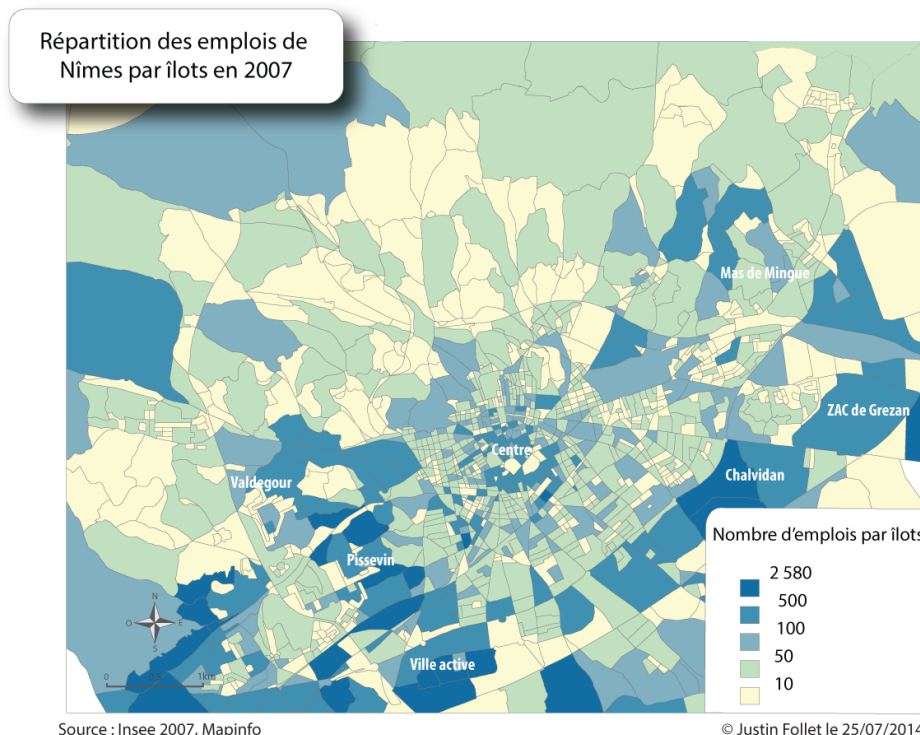 Répartition des emplois de
Nîmes par îlots en 2007
Mas de Mingue
ZAC de Grezan
Centre
Chalvidan
Valdegour
Pissevin
Ville active
N
O
E
S
0
0,5
1km
Nombre d'emplois par îlots
2 580
500
100
50
10
Source : Insee 2007, Mapinfo
© Justin Follet le 25/07/2014